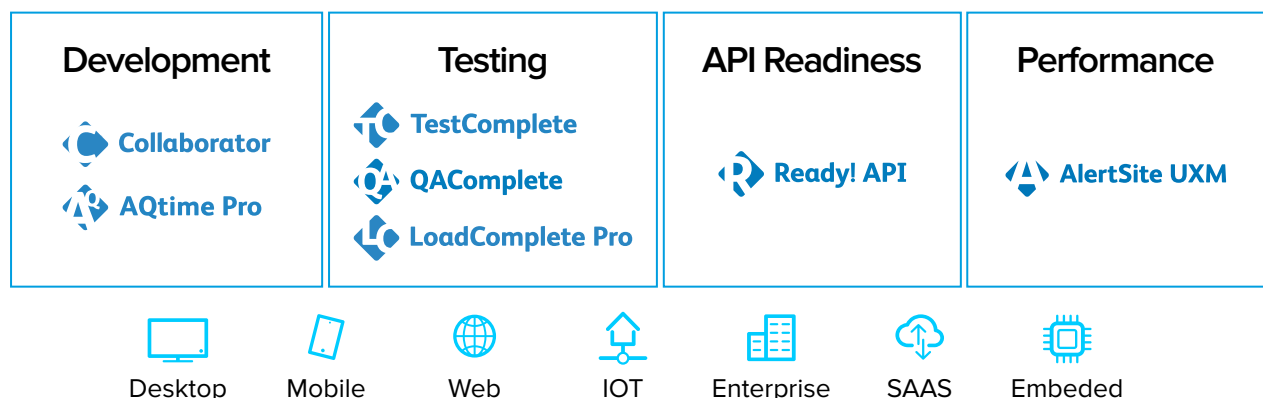 Development
Collaborator
AQtime Pro
Testing
TestComplete
QAComplete
LoadComplete Pro
API Readiness
Ready! API
Performance
AlertSite UXM
Desktop
Mobile
Web
IOT
Enterprise
SAAS
Embeded